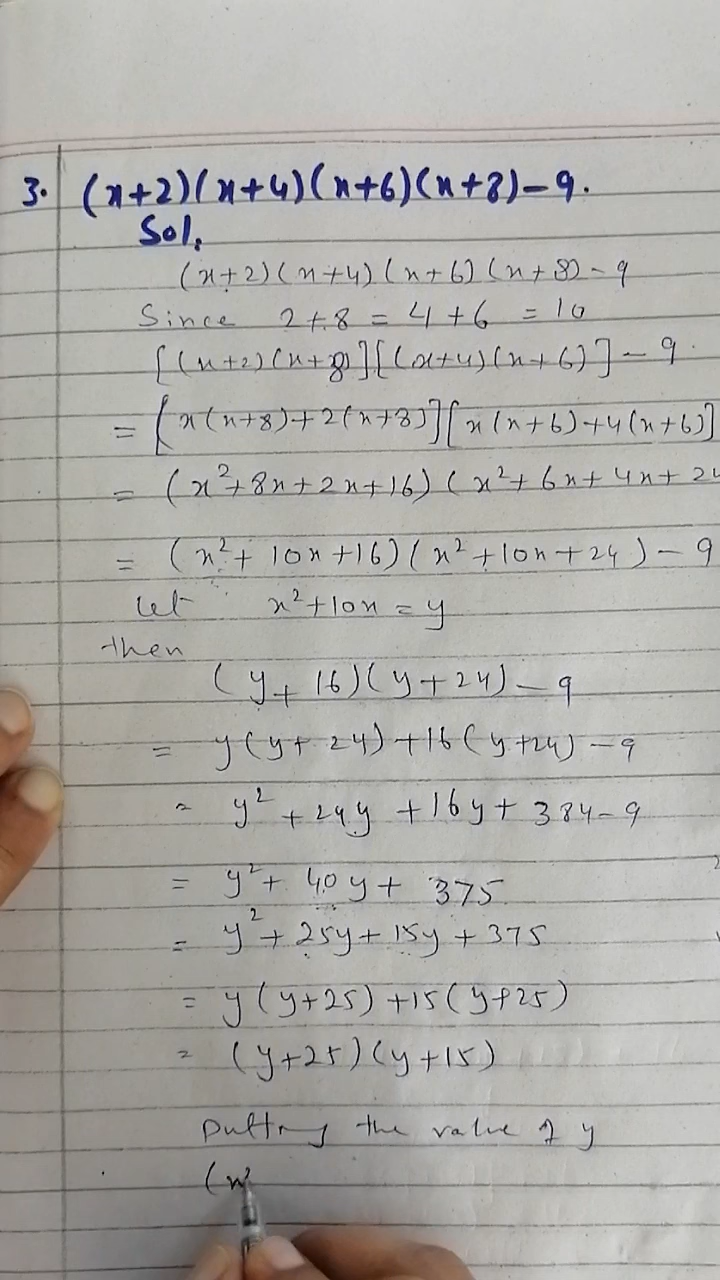 3. (x+2)(x+4)(x+6)(x+8)-9.
Sol,
(x+2)(x+4)(x+6)(x+8)-9
Since 2+8 = 4+6 = 10
[(x+2)(x+8)][(x+4)(x+6)]-9.
= [x(x+8)+2(x+8)][x(x+6)+4(x+6)]
= (x²+8x+2x+16)(x²+6x+4x+24
= (x²+10x+16)(x²+10x+24)-9
let x²+10x = y
then
(y+16)(y+24)-9
= y(y+24)+16(y+24)-9
= y²+24y+16y+384-9
= y²+40y+375
= y²+25y+15y+375
= y(y+25)+15(y+25)
= (y+25)(y+15)
Putting the value of y
(x²